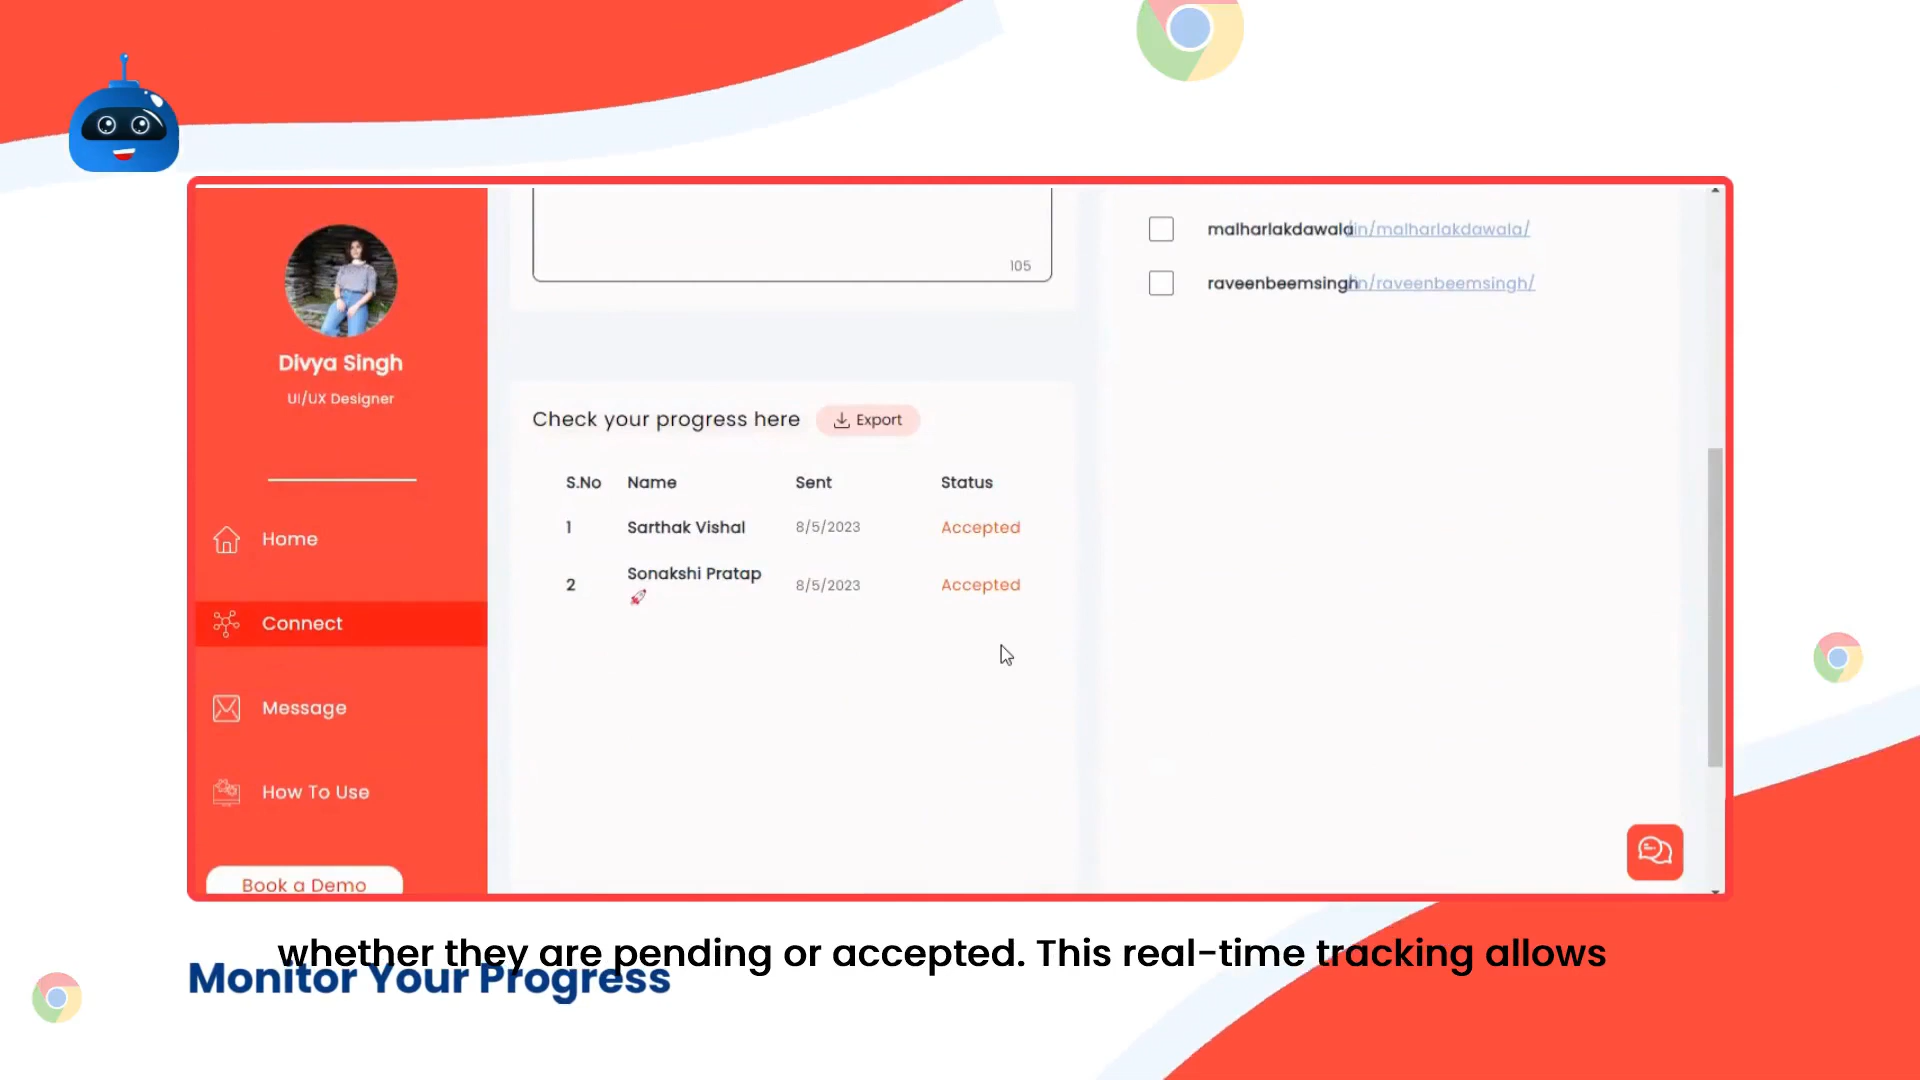 Divya Singh
UI/UX Designer
Home
Connect
Message
How To Use
Book a Demo
105
Check your progress here
Export
S.No Name Sent Status
1 Sarthak Vishal 8/5/2023 Accepted
2 Sonakshi Pratap 🚀 8/5/2023 Accepted
malharlakdawala in/malharlakdawala/
raveenbeemsingh in/raveenbeemsingh/
whether they are pending or accepted. This real-time tracking allows
Monitor Your Progress